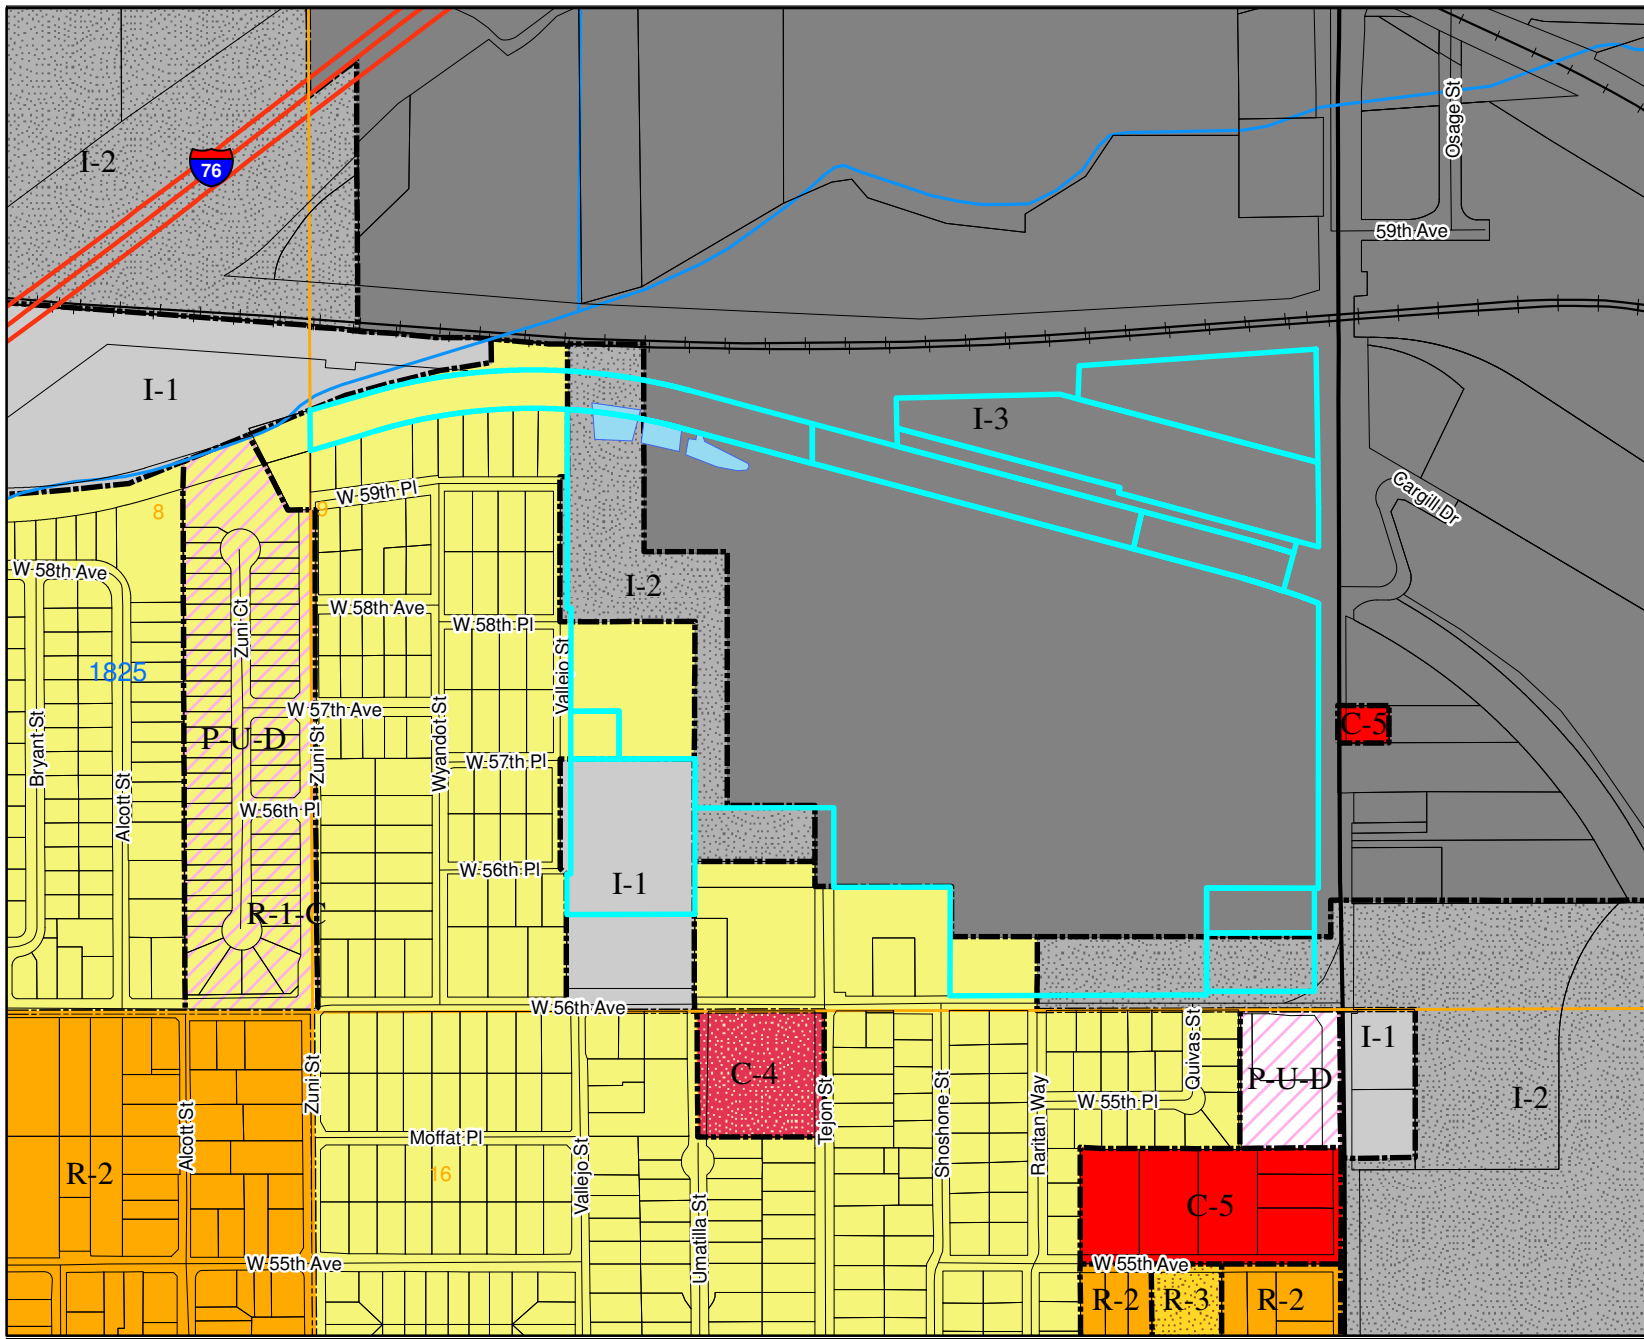 Osage St
I-2
76
59th Ave
I-1
I-3
W 59th Pl
Cargill Dr
8
9
W 58th Ave
I-2
W 58th Ave
W 58th Pl
Zuni Ct
1825
Vallejo St
W 57th Ave
C-5
P-U-D
Bryant St
Zuni St
Wyandot St
W 57th Pl
Alcott St
W 56th Pl
W 56th Pl
I-1
R-1-C
W 56th Ave
I-1
Quivas St
C-4
Zuni St
P-U-D
I-2
W 55th Pl
Tejon St
Shoshone St
Raritan Way
Alcott St
Moffat Pl
R-2
16
Vallejo St
C-5
Umatilla St
W 55th Ave
W 55th Ave
R-2
R-3
R-2